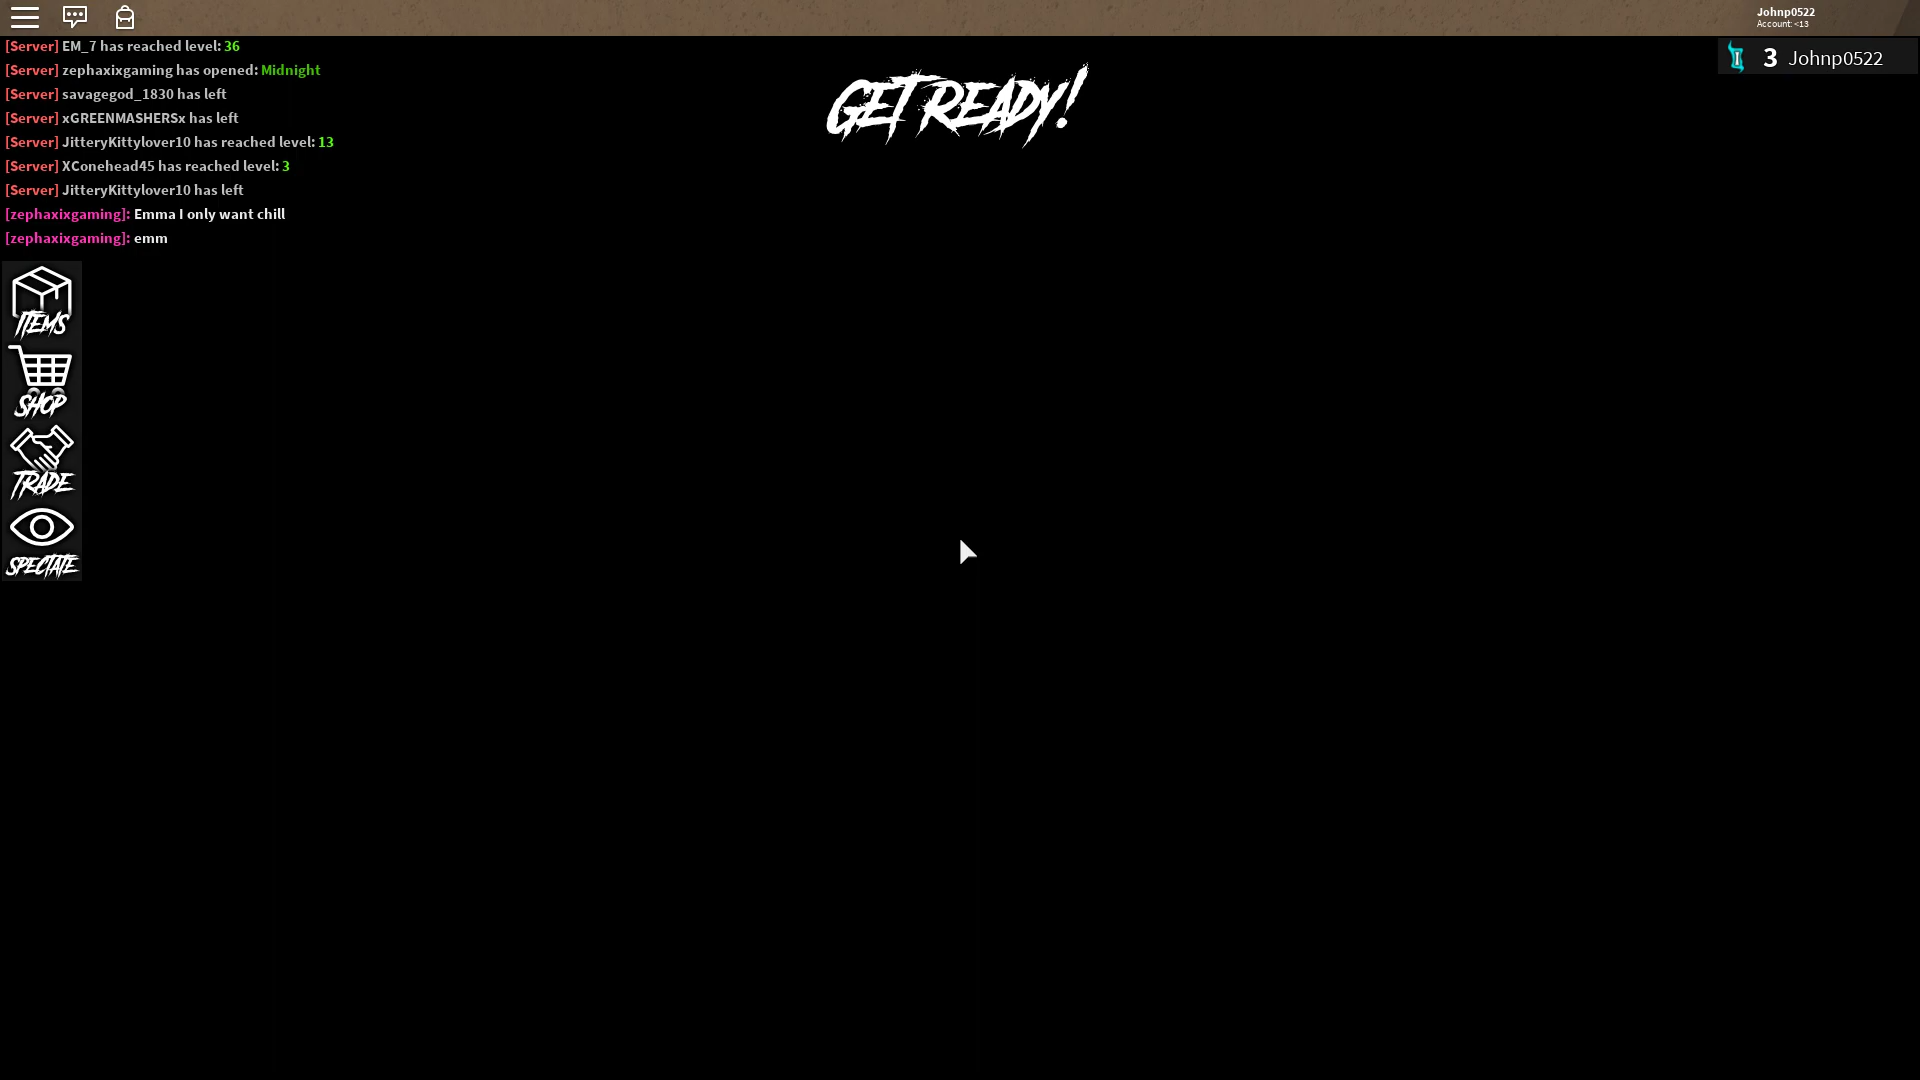 Johnp0522
Account: <13
[Server] EM_7 has reached level: 36
3 Johnp0522
[Server] zephaxixgaming has opened: Midnight
[Server] savagegod_1830 has left
[Server] xGREENMASHERSx has left
[Server] JitteryKittylover10 has reached level: 13
[Server] XConehead45 has reached level: 3
[Server] JitteryKittylover10 has left
[zephaxixgaming]: Emma I only want chill
[zephaxixgaming]: emm
GET READY!
ITEMS
SHOP
TRADE
SPECTATE